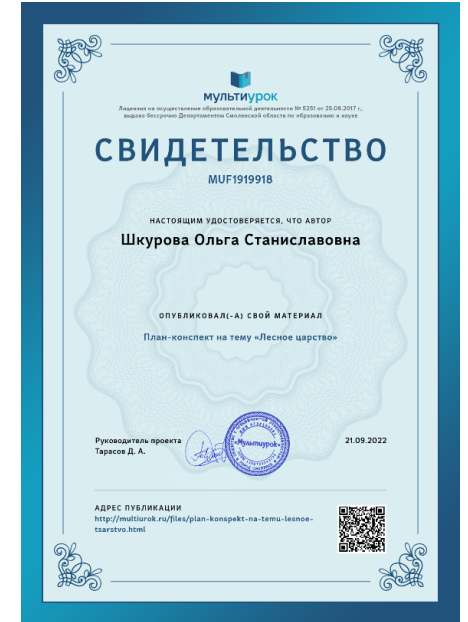 мультиурок
Лицензия на осуществление образовательной деятельности № 5251 от 25.08.2017 г.,
выдана бессрочно Департаментом Смоленской области по образованию и науке
СВИДЕТЕЛЬСТВО
MUF1919918
НАСТОЯЩИМ УДОСТОВЕРЯЕТСЯ, ЧТО АВТОР
Шкурова Ольга Станиславовна
ОПУБЛИКОВАЛ(-А) СВОЙ МАТЕРИАЛ
План-конспект на тему «Лесное царство»
Руководитель проекта
Тарасов Д. А.
«Мультиурок»
21.09.2022
АДРЕС ПУБЛИКАЦИИ
http://multiurok.ru/files/plan-konspekt-na-temu-lesnoe-
tsarstvo.html